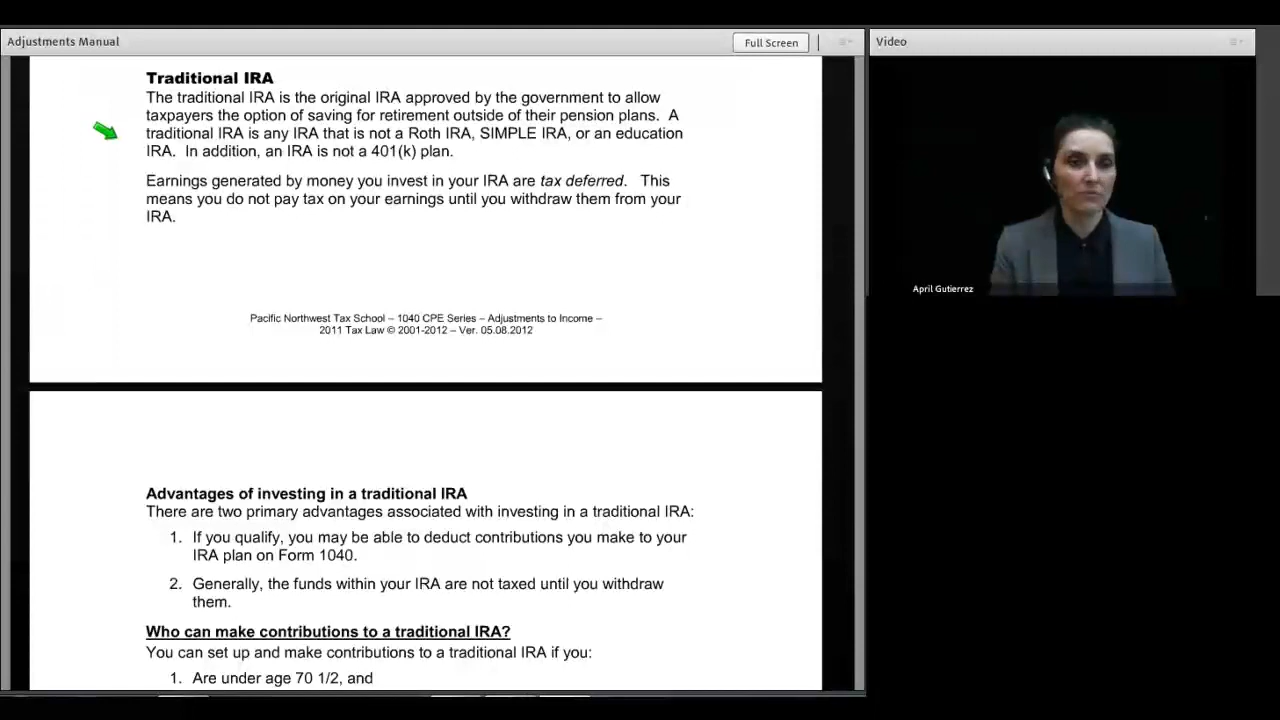 Adjustments Manual
Full Screen
Video
Traditional IRA
The traditional IRA is the original IRA approved by the government to allow
taxpayers the option of saving for retirement outside of their pension plans. A
traditional IRA is any IRA that is not a Roth IRA, SIMPLE IRA, or an education
IRA. In addition, an IRA is not a 401(k) plan.
Earnings generated by money you invest in your IRA are tax deferred. This
means you do not pay tax on your earnings until you withdraw them from your
IRA.
Pacific Northwest Tax School – 1040 CPE Series – Adjustments to Income –
2011 Tax Law © 2001-2012 – Ver. 05.08.2012
Advantages of investing in a traditional IRA
There are two primary advantages associated with investing in a traditional IRA:
1. If you qualify, you may be able to deduct contributions you make to your
IRA plan on Form 1040.
2. Generally, the funds within your IRA are not taxed until you withdraw
them.
Who can make contributions to a traditional IRA?
You can set up and make contributions to a traditional IRA if you:
1. Are under age 70 1/2, and
April Gutierrez